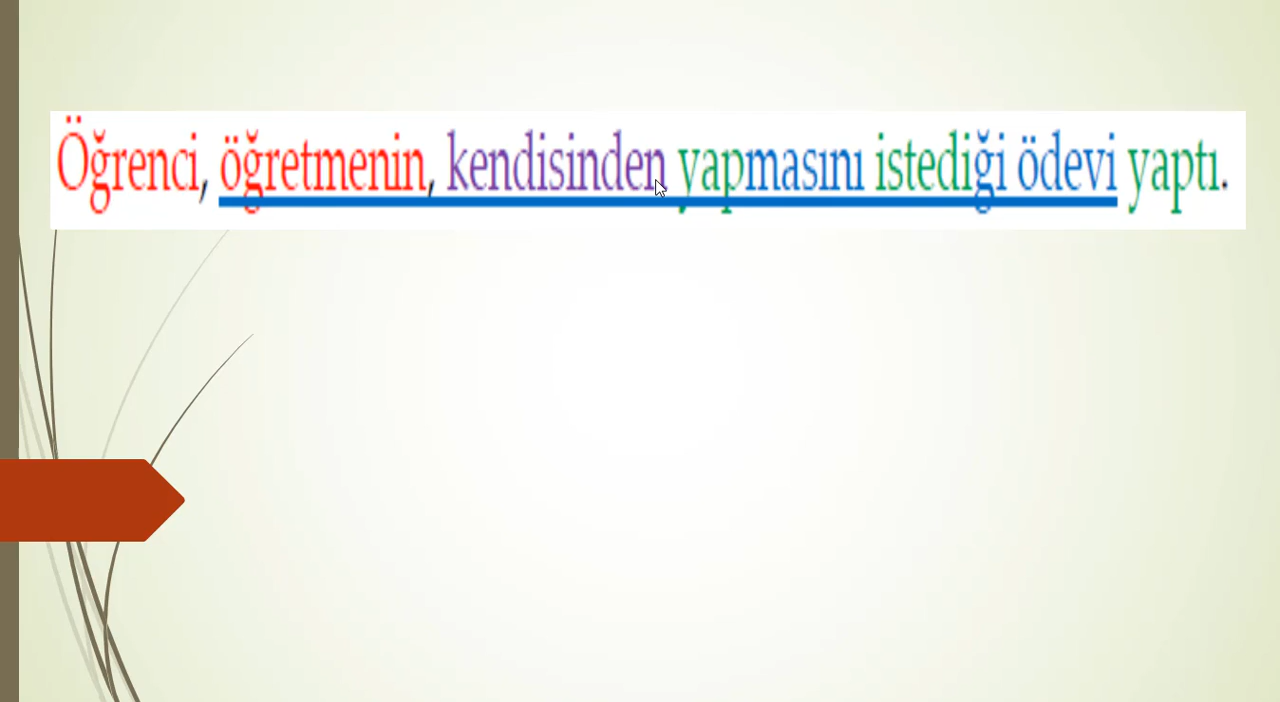 Öğrenci, öğretmenin, kendisinden yapmasını istediği ödevi yaptı.